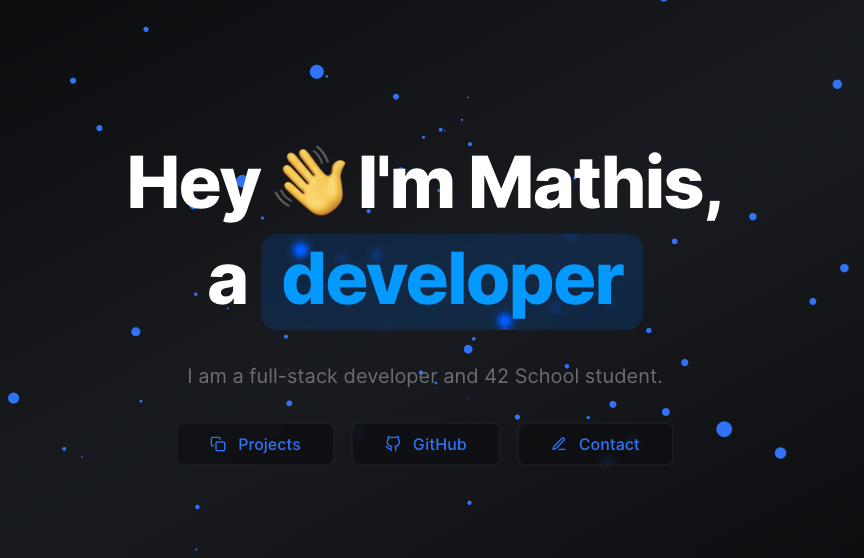 Hey 👋 I'm Mathis,
a developer
I am a full-stack developer and 42 School student.
Projects
GitHub
Contact